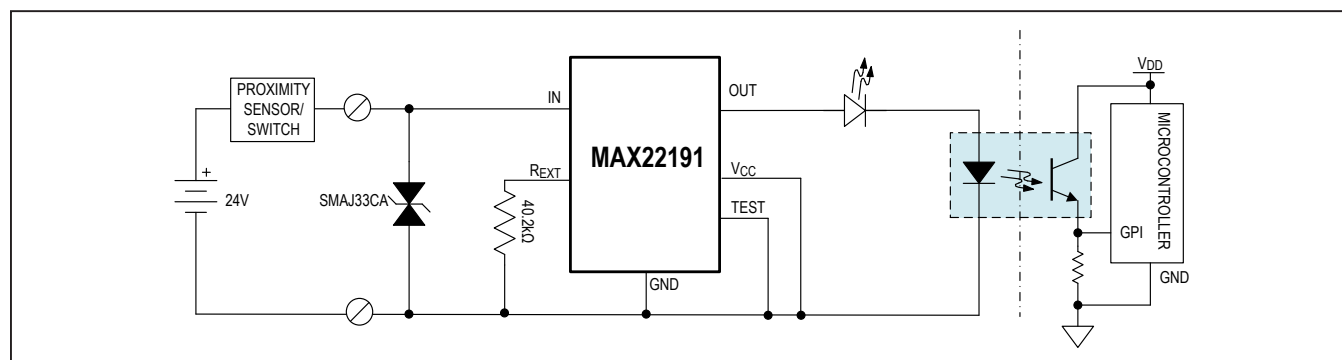 PROXIMITY
SENSOR/
SWITCH
+
24V
SMAJ33CA
IN
REXT
40.2kΩ
MAX22191
OUT
VCC
TEST
GND
VDD
MICROCONTROLLER
GPI
GND